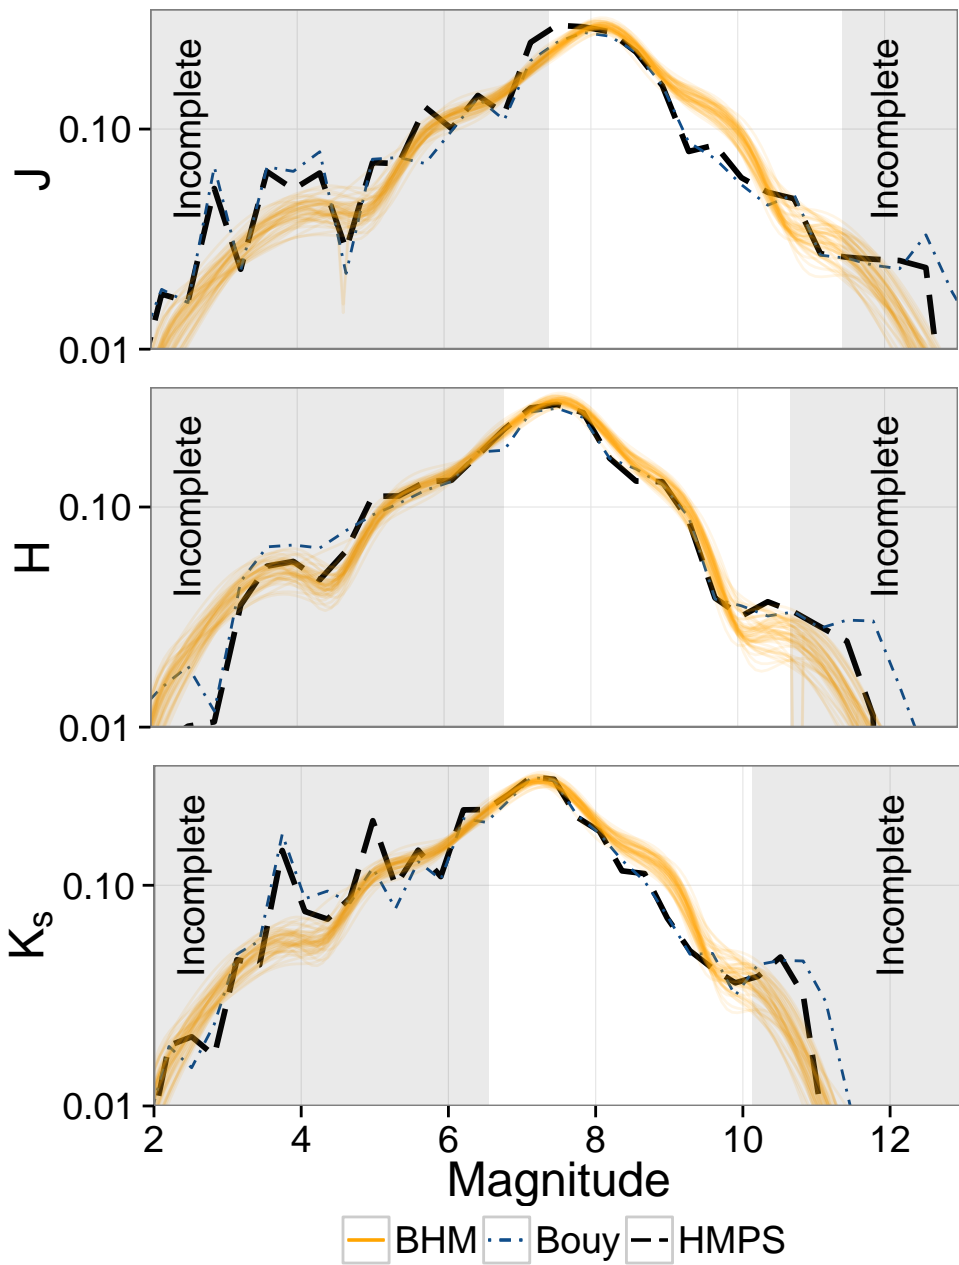 J
0.10
0.01
Incomplete
Incomplete
H
0.10
0.01
Incomplete
Incomplete
Ks
0.10
0.01
Incomplete
Incomplete
2 4 6 8 10 12
Magnitude
BHM Bouy HMPS